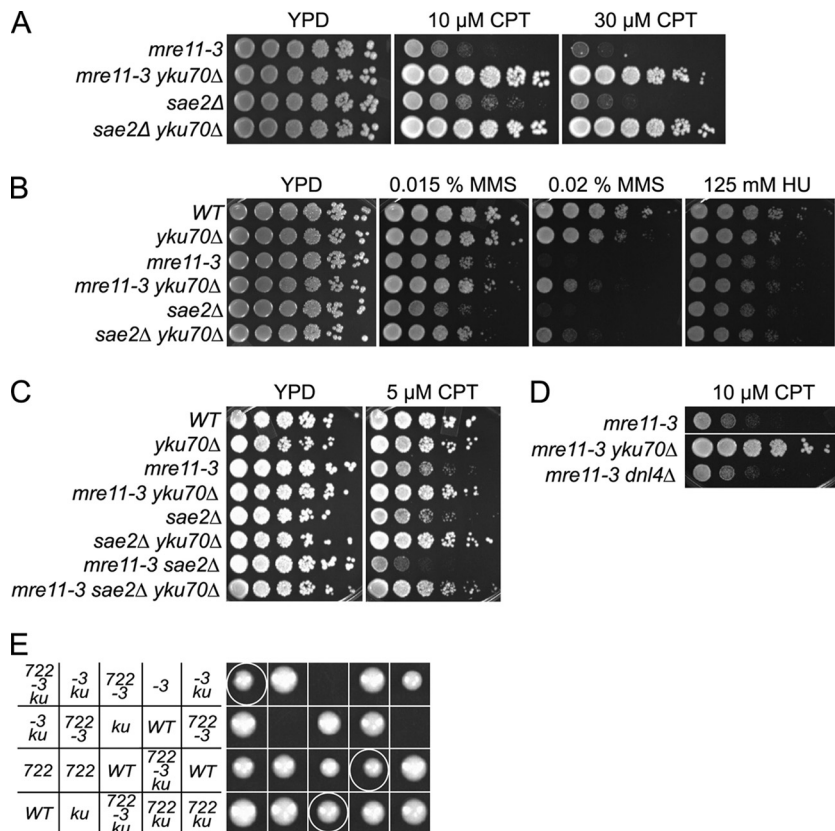 A
YPD 10 µM CPT 30 µM CPT
mre11-3
mre11-3 yku70Δ
sae2Δ
sae2Δ yku70Δ
B
YPD 0.015 % MMS 0.02 % MMS 125 mM HU
WT
yku70Δ
mre11-3
mre11-3 yku70Δ
sae2Δ
sae2Δ yku70Δ
C
YPD 5 µM CPT
WT
yku70Δ
mre11-3
mre11-3 yku70Δ
sae2Δ
sae2Δ yku70Δ
mre11-3 sae2Δ
mre11-3 sae2Δ yku70Δ
D
10 µM CPT
mre11-3
mre11-3 yku70Δ
mre11-3 dnl4Δ
E
722 -3 722 -3 -3
-3 ku -3 ku
ku
-3 722 ku WT 722
ku -3 -3
722 722 WT 722 WT
-3
ku
WT ku 722 722 722
-3 ku ku
ku